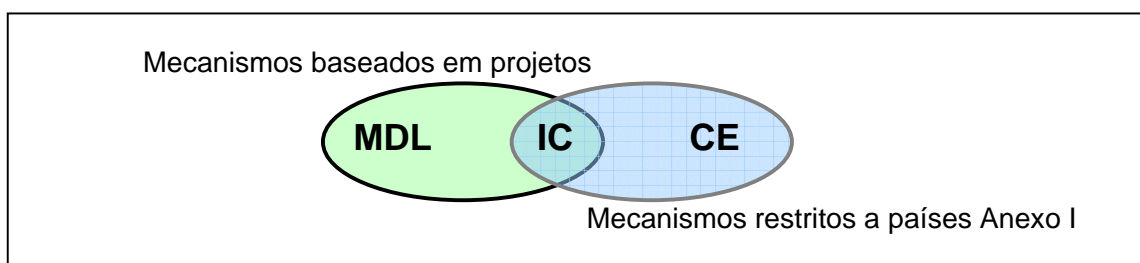 Mecanismos baseados em projetos
MDL IC CE
Mecanismos restritos a países Anexo I